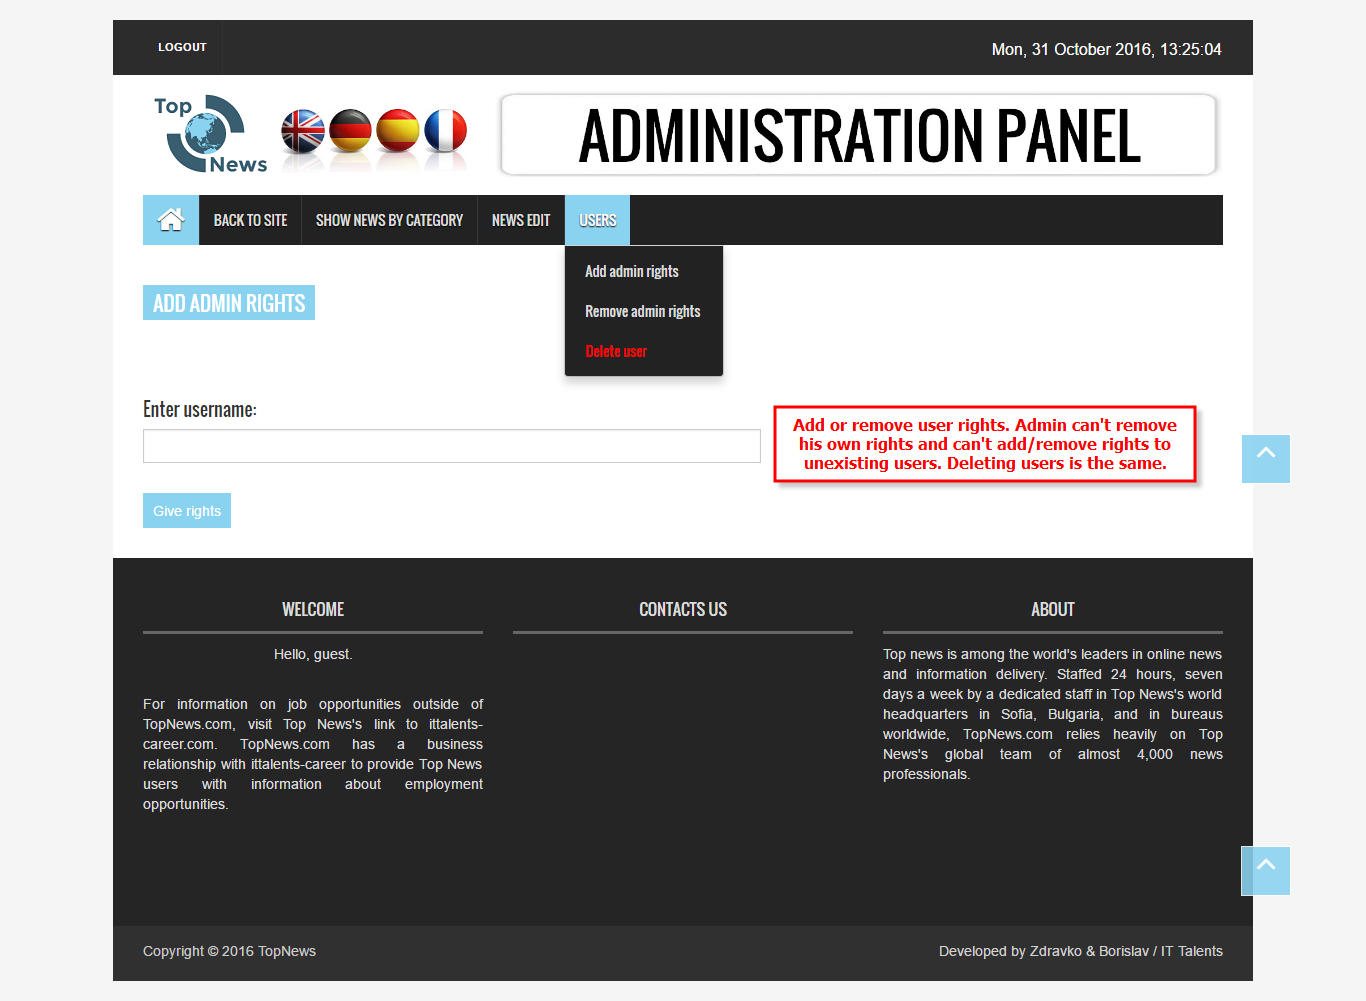 LOGOUT
Mon, 31 October 2016, 13:25:04
Top
News
ADMINISTRATION PANEL
BACK TO SITE
SHOW NEWS BY CATEGORY
NEWS EDIT
USERS
Add admin rights
Remove admin rights
Delete user
ADD ADMIN RIGHTS
Enter username:
Add or remove user rights. Admin can't remove
his own rights and can't add/remove rights to
unexisting users. Deleting users is the same.
Give rights
WELCOME
Hello, guest.
For information on job opportunities outside of
TopNews.com, visit Top News's link to ittalents-
career.com. TopNews.com has a business
relationship with ittalents-career to provide Top News
users with information about employment
opportunities.
CONTACTS US
ABOUT
Top news is among the world's leaders in online news
and information delivery. Staffed 24 hours, seven
days a week by a dedicated staff in Top News's world
headquarters in Sofia, Bulgaria, and in bureaus
worldwide, TopNews.com relies heavily on Top
News's global team of almost 4,000 news
professionals.
Copyright © 2016 TopNews
Developed by Zdravko & Borislav / IT Talents